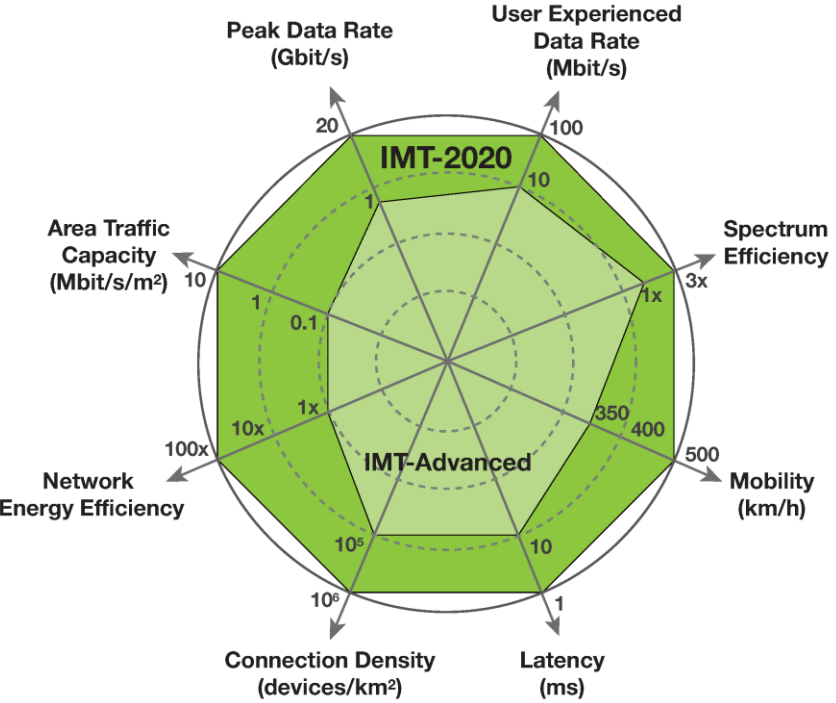 User Experienced
Data Rate
(Mbit/s)
Peak Data Rate
(Gbit/s)
20
100
IMT-2020
10
1
Area Traffic
Capacity
(Mbit/s/m²)
Spectrum
Efficiency
10
3x
1
1x
0.1
1x
350
10x
400
100x
500
IMT-Advanced
Network
Energy Efficiency
Mobility
(km/h)
10⁵
10
10⁶
1
Connection Density
(devices/km²)
Latency
(ms)